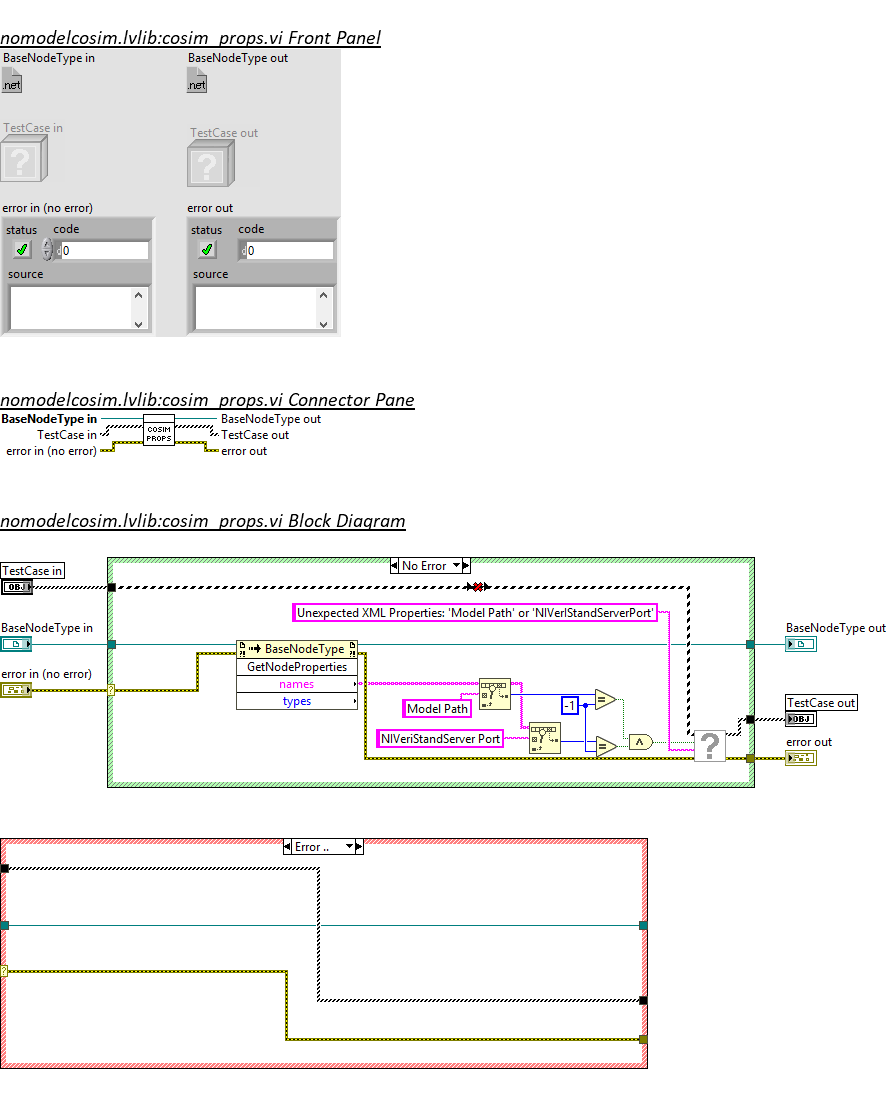 nomodelcosim.lvlib:cosim_props.vi Front Panel
BaseNodeType in
BaseNodeType out
.net
.net
TestCase in
TestCase out
?
?
error in (no error)
error out
status code
status code
0
0
source
source
nomodelcosim.lvlib:cosim_props.vi Connector Pane
BaseNodeType in
BaseNodeType out
TestCase in
COSIM
PROPS
TestCase out
error in (no error)
error out
nomodelcosim.lvlib:cosim_props.vi Block Diagram
No Error
TestCase in
OBJ
Unexpected XML Properties: 'Model Path' or 'NIVerIStandServerPort'
BaseNodeType in
BaseNodeType out
BaseNodeType
GetNodeProperties
error in (no error)
names
types
Model Path
-1
TestCase out
OBJ
NIVeriStandServer Port
?
error out
Error ..
?